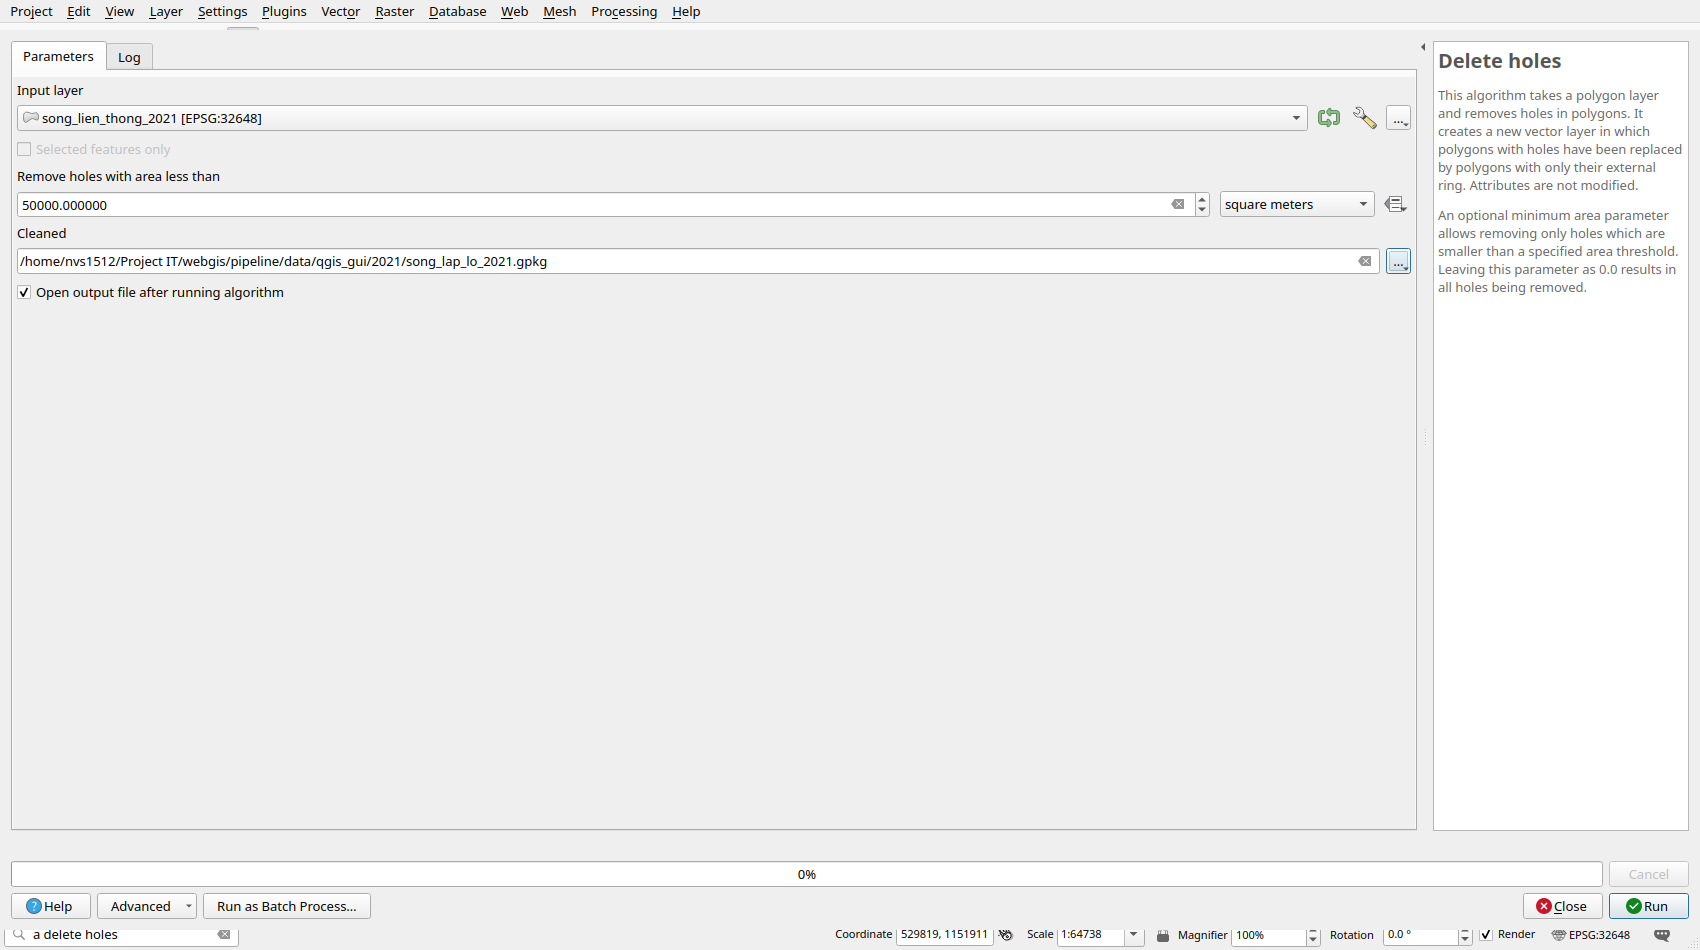 Project Edit View Layer Settings Plugins Vector Raster Database Web Mesh Processing Help
Parameters Log
Input layer
song_lien_thong_2021 [EPSG:32648]
...
Selected features only
Remove holes with area less than
50000.000000
square meters
Cleaned
/home/nvs1512/Project IT/webgis/pipeline/data/qgis_gui/2021/song_lap_lo_2021.gpkg
...
Open output file after running algorithm
Delete holes
This algorithm takes a polygon layer
and removes holes in polygons. It
creates a new vector layer in which
polygons with holes have been replaced
by polygons with only their external
ring. Attributes are not modified.
An optional minimum area parameter
allows removing only holes which are
smaller than a specified area threshold.
Leaving this parameter as 0.0 results in
all holes being removed.
0%
Cancel
Help Advanced Run as Batch Process... Close Run
a delete holes Coordinate 529819, 1151911 Scale 1:64738 Magnifier 100% Rotation 0.0 ° Render EPSG:32648